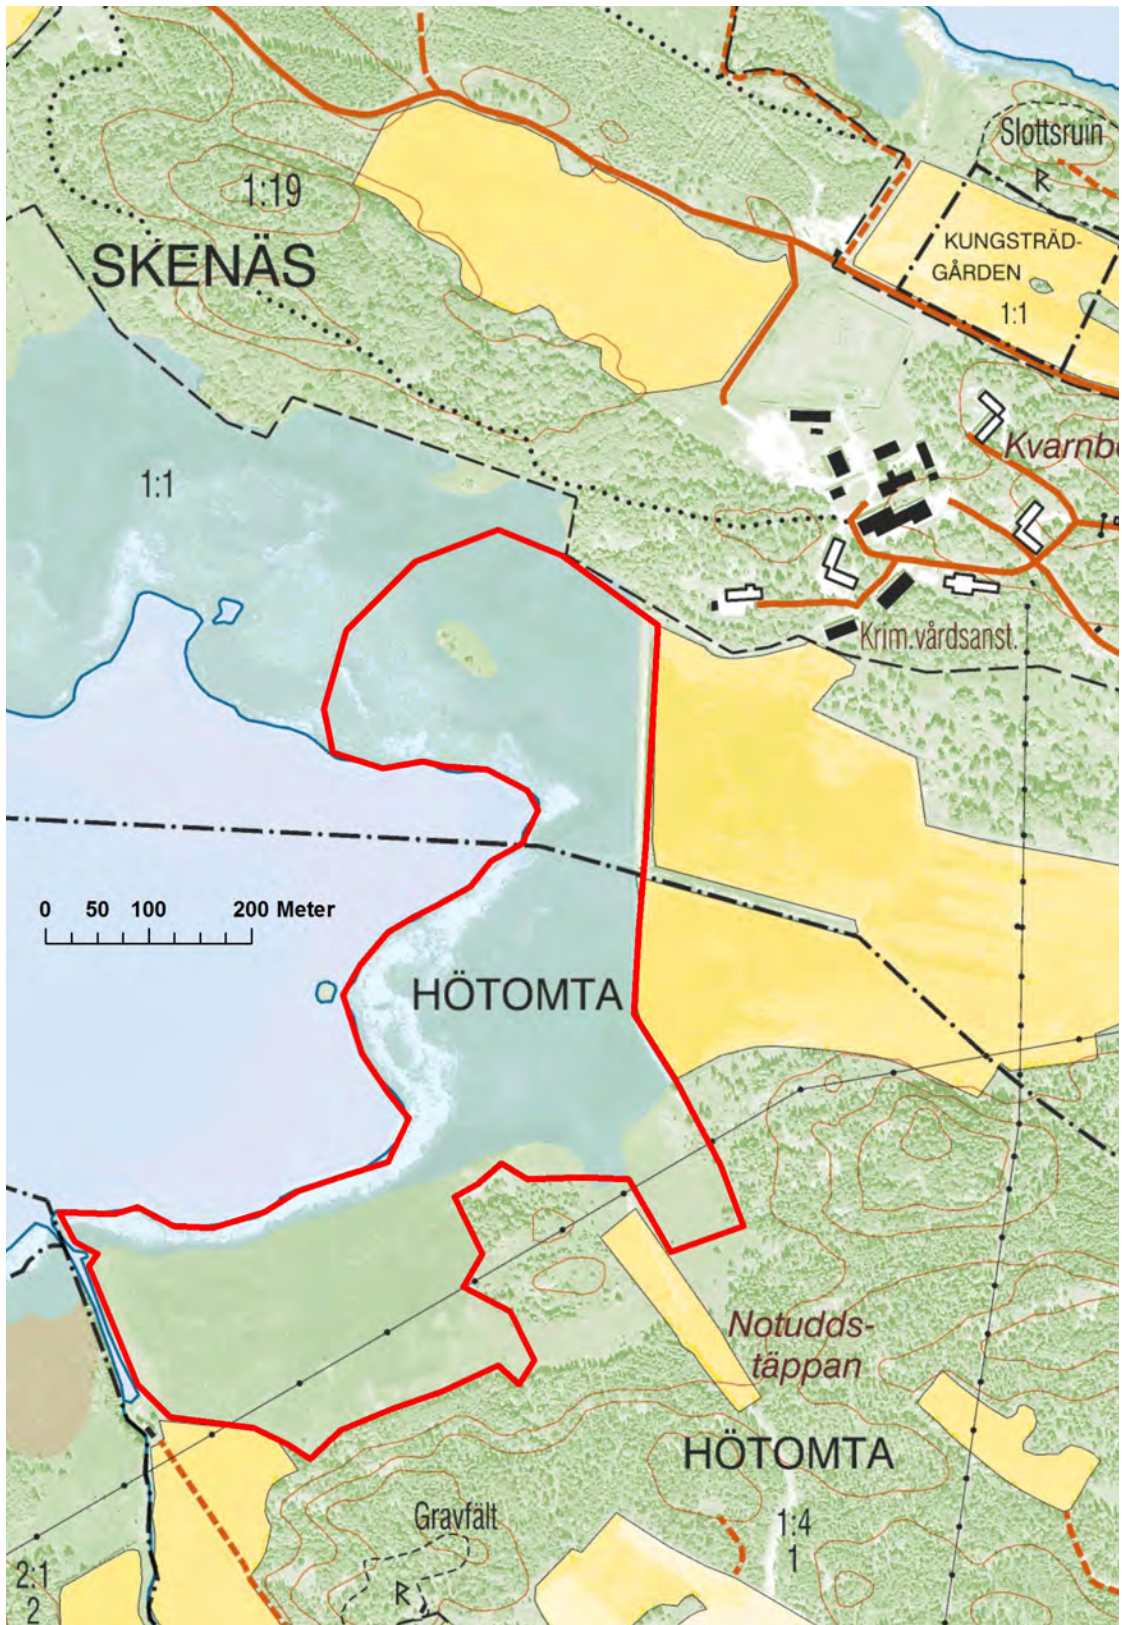 Slottsruin
R
1:19
SKENÄS
KUNGSTRÄD-
GÅRDEN
1:1
1:1
Krim.vårdsanst.
0 50 100 200 Meter
HÖTOMTA
Notudds-
täppan
HÖTOMTA
Gravfält
1:4
1
2:1
2
R